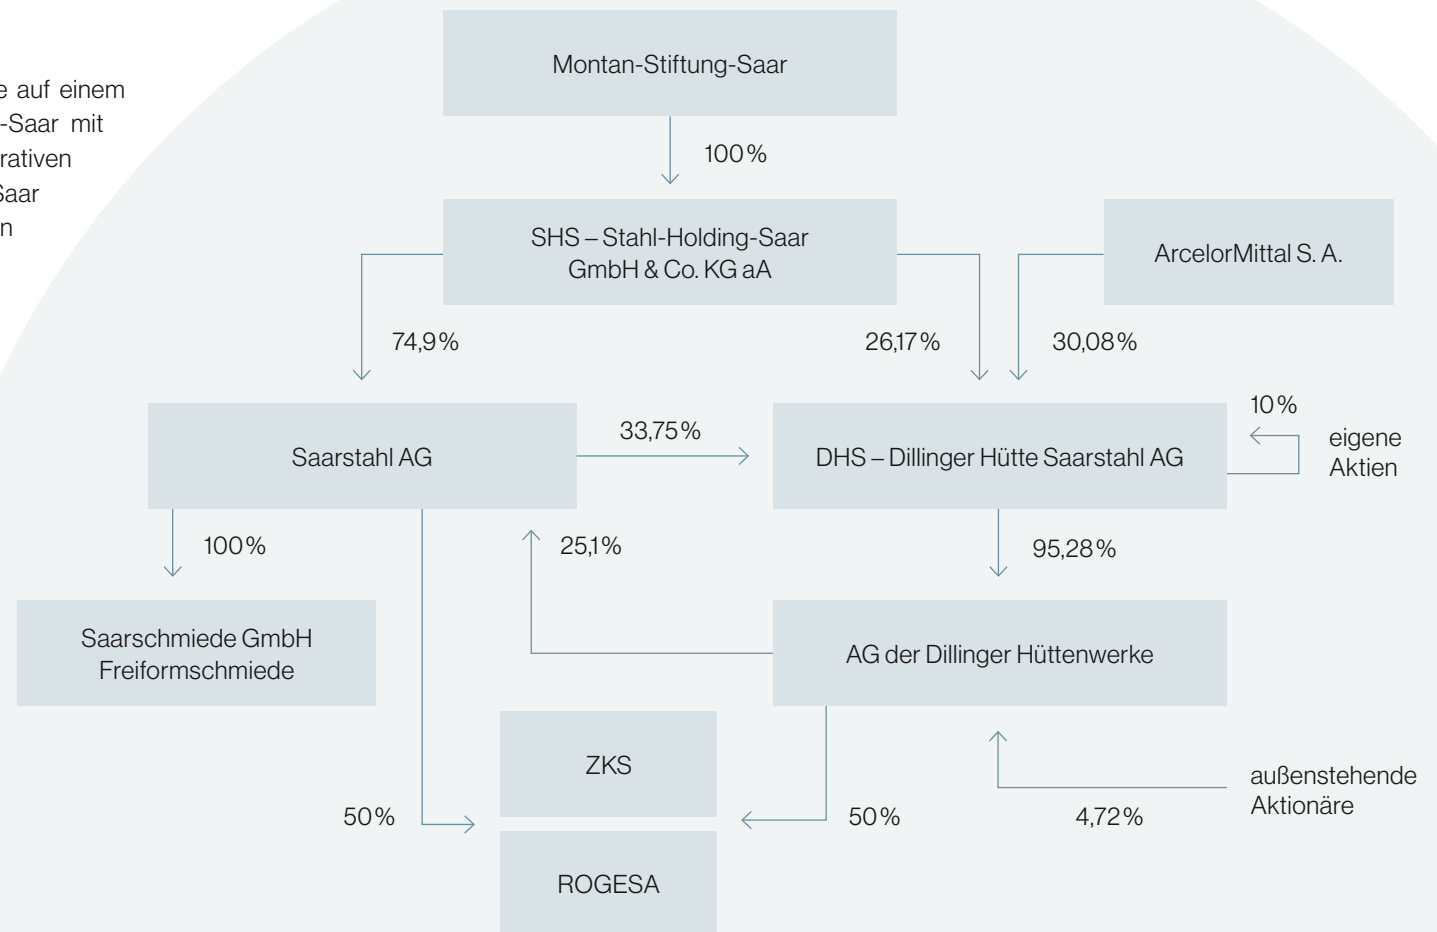 e auf einem
-Saar mit
rativen
Saar
n
Montan-Stiftung-Saar
100%
SHS – Stahl-Holding-Saar
GmbH & Co. KG aA
ArcelorMittal S. A.
74,9%
26,17%
30,08%
Saarstahl AG
33,75%
DHS – Dillinger Hütte Saarstahl AG
10%
eigene
Aktien
100%
25,1%
95,28%
Saarschmiede GmbH
Freiformschmiede
AG der Dillinger Hüttenwerke
ZKS
50%
50%
4,72%
außenstehende
Aktionäre
ROGESA